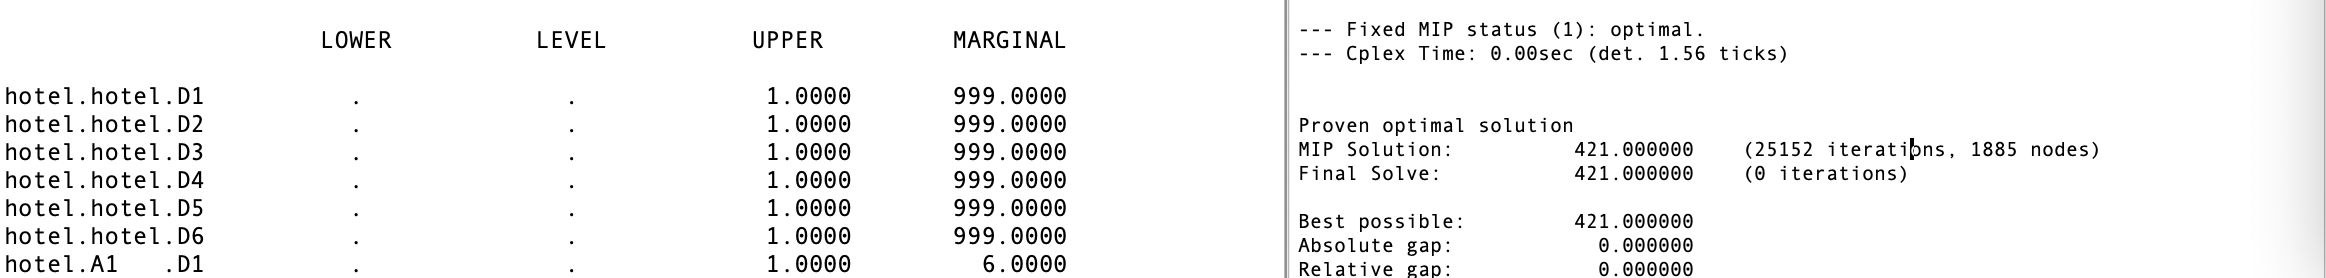 LOWER LEVEL UPPER MARGINAL
hotel.hotel.D1 . . 1.0000 999.0000
hotel.hotel.D2 . . 1.0000 999.0000
hotel.hotel.D3 . . 1.0000 999.0000
hotel.hotel.D4 . . 1.0000 999.0000
hotel.hotel.D5 . . 1.0000 999.0000
hotel.hotel.D6 . . 1.0000 999.0000
hotel.A1 .D1 . . 1.0000 6.0000
--- Fixed MIP status (1): optimal.
--- Cplex Time: 0.00sec (det. 1.56 ticks)
Proven optimal solution
MIP Solution: 421.000000 (25152 iterations, 1885 nodes)
Final Solve: 421.000000 (0 iterations)
Best possible: 421.000000
Absolute gap: 0.000000
Relative gap: 0.000000